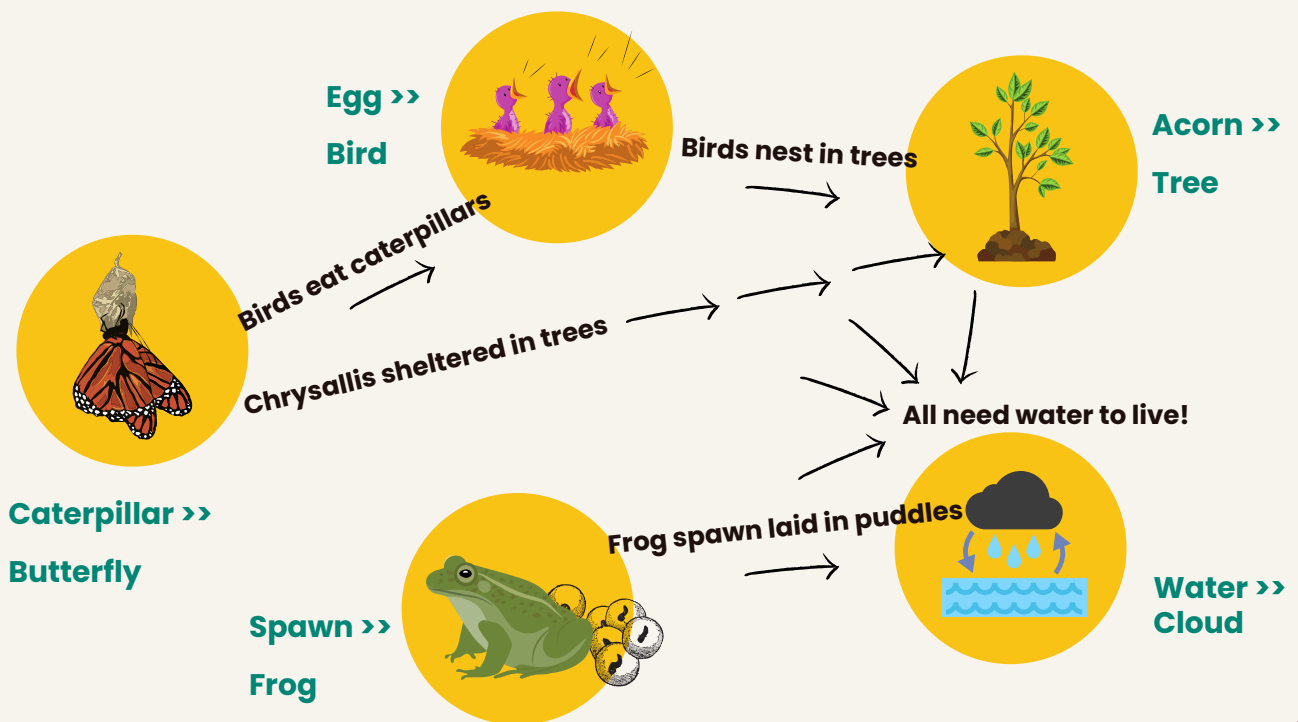 Egg >>
Bird
Birds nest in trees
Acorn >>
Tree
Birds eat caterpillars
Chrysallis sheltered in trees
All need water to live!
Caterpillar >>
Butterfly
Frog spawn laid in puddles
Spawn >>
Frog
Water >>
Cloud